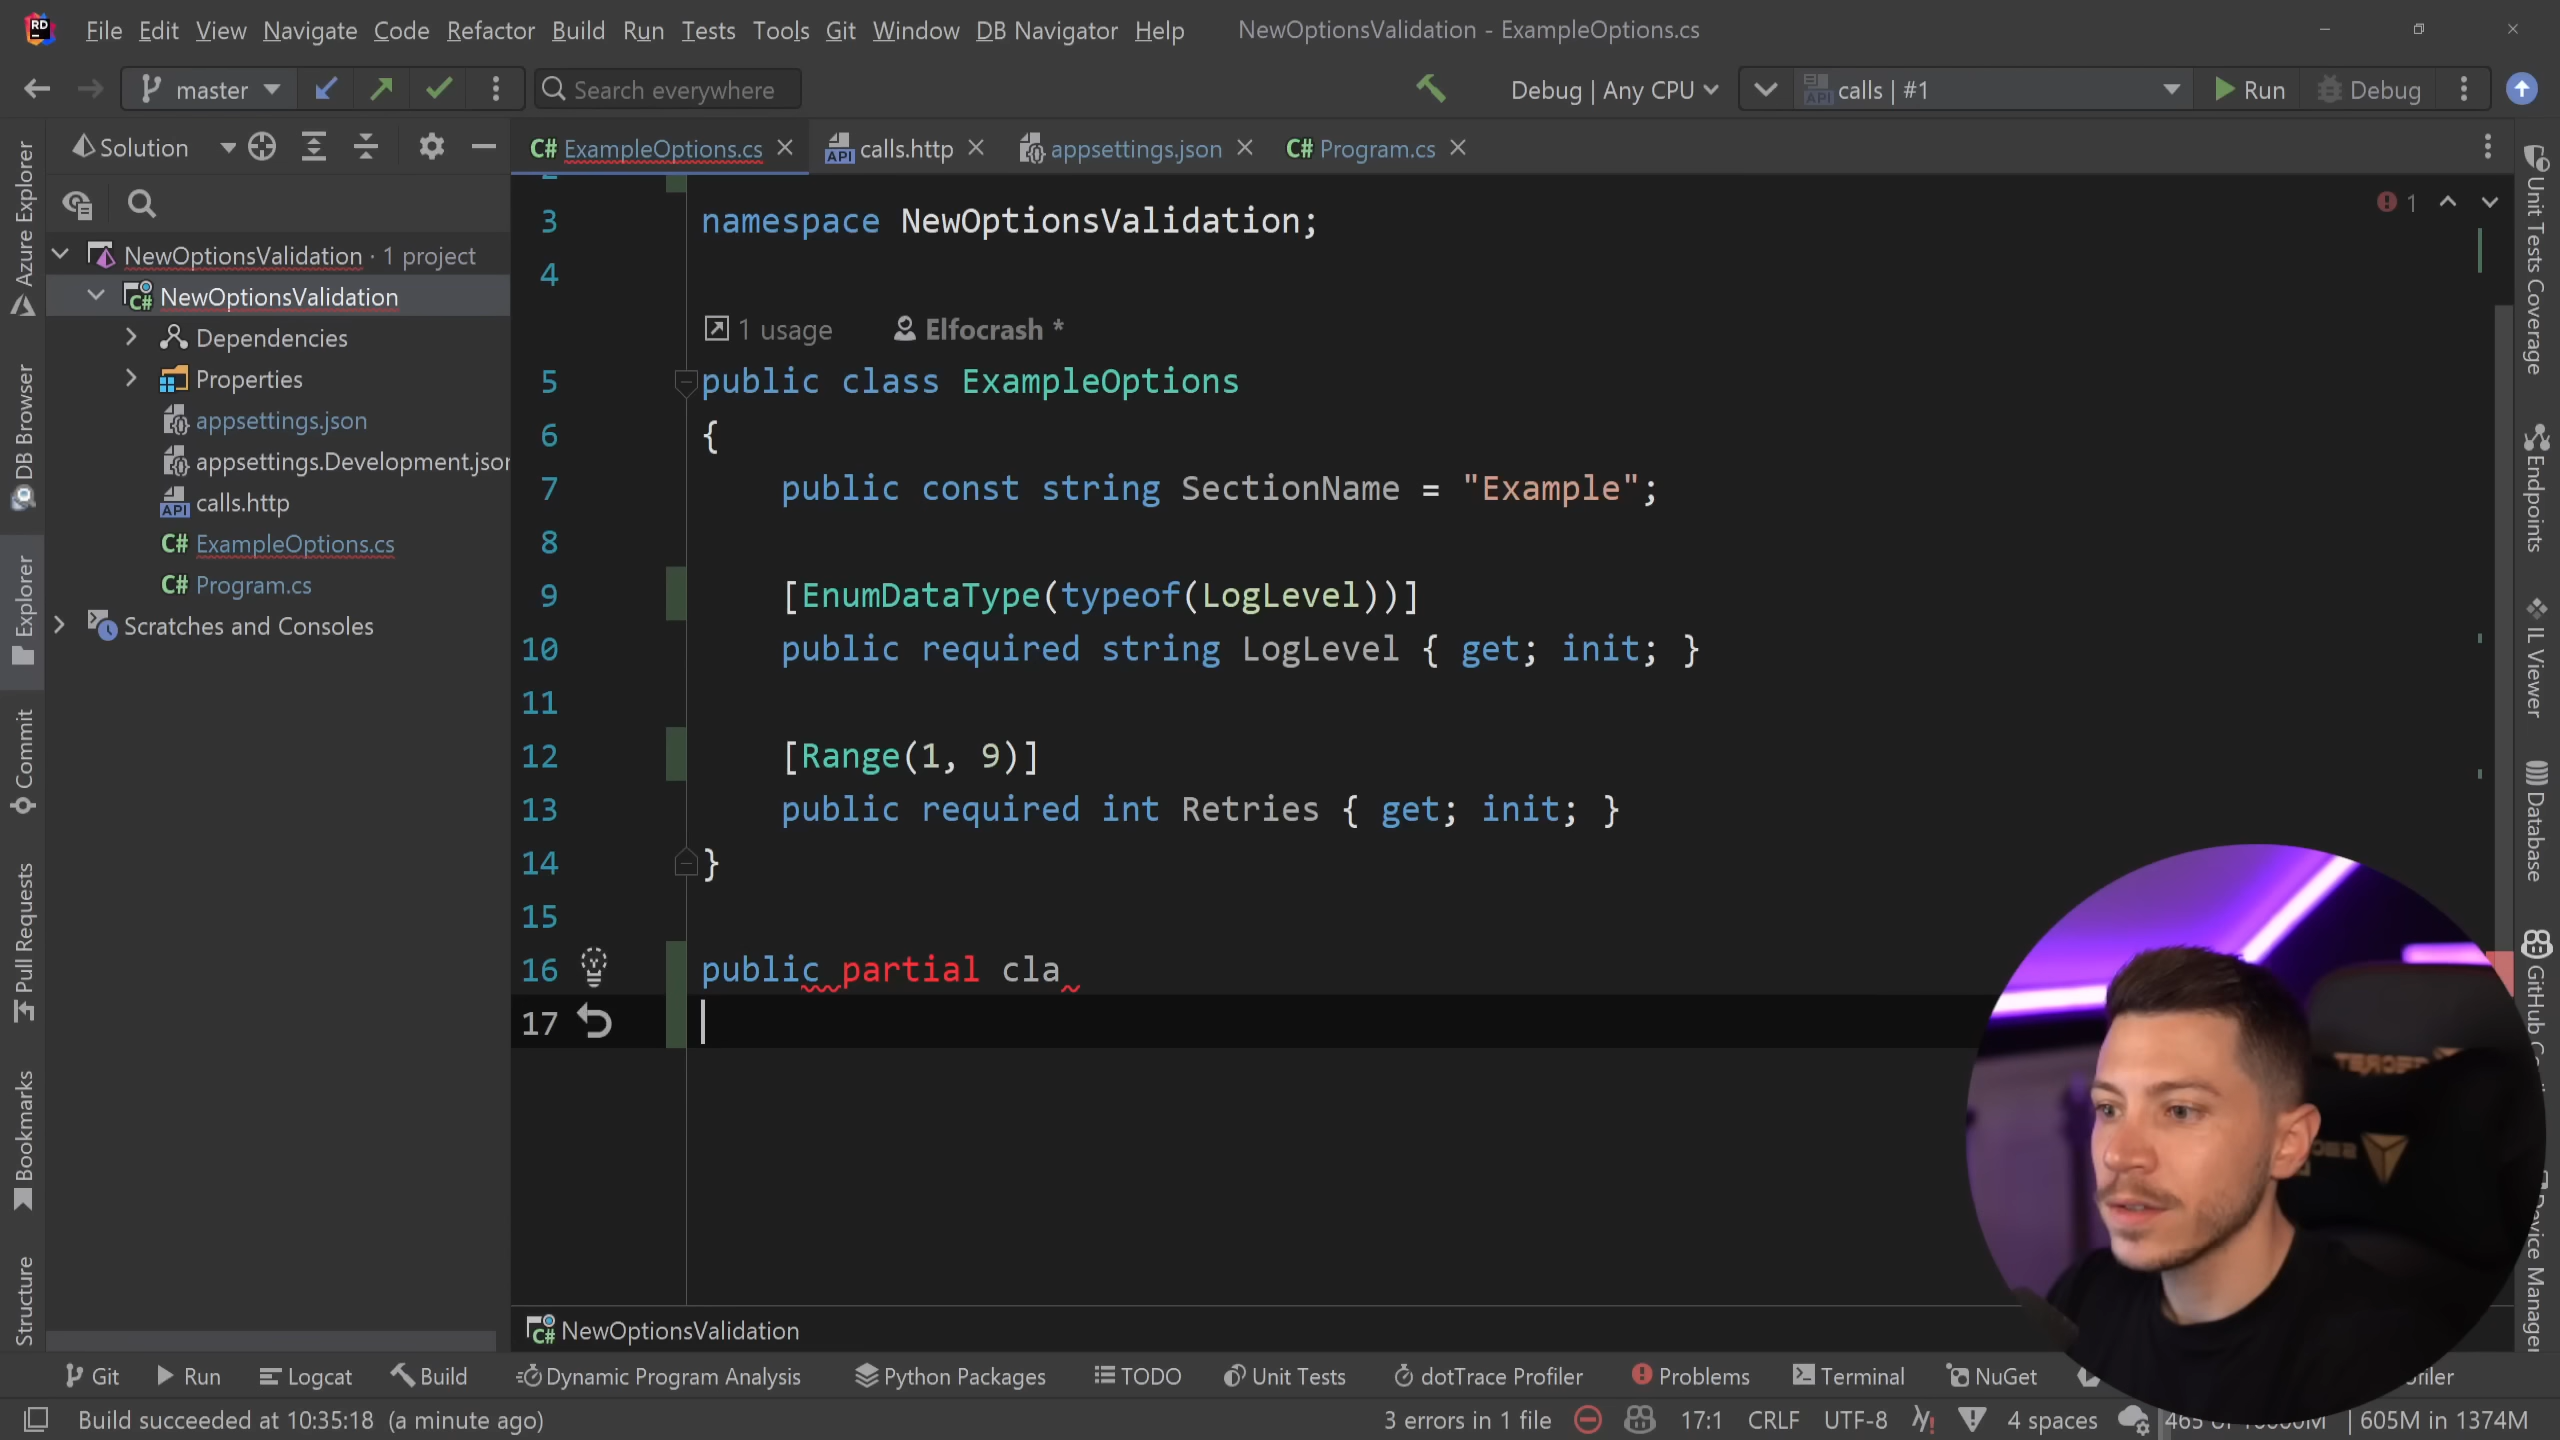 File Edit View Navigate Code Refactor Build Run Tests Tools Git Window DB Navigator Help NewOptionsValidation - ExampleOptions.cs
master Search everywhere Debug | Any CPU calls | #1 Run Debug
Solution
ExampleOptions.cs calls.http appsettings.json Program.cs
NewOptionsValidation · 1 project
NewOptionsValidation
Dependencies
Properties
appsettings.json
appsettings.Development.json
calls.http
C# ExampleOptions.cs
C# Program.cs
Scratches and Consoles
Azure Explorer
DB Browser
Explorer
Commit
Pull Requests
Bookmarks
Structure
2
3 namespace NewOptionsValidation;
4
1 usage Elfocrash *
5 public class ExampleOptions
6 {
7 public const string SectionName = "Example";
8
9 [EnumDataType(typeof(LogLevel))]
10 public required string LogLevel { get; init; }
11
12 [Range(1, 9)]
13 public required int Retries { get; init; }
14 }
15
16 public partial cla
17
1
Unit Tests Coverage
Endpoints
IL Viewer
Database
GitHub
Device Manager
C# NewOptionsValidation
Git Run Logcat Build Dynamic Program Analysis Python Packages TODO Unit Tests dotTrace Profiler Problems Terminal NuGet
Build succeeded at 10:35:18 (a minute ago) 3 errors in 1 file 17:1 CRLF UTF-8 4 spaces 605M in 1374M